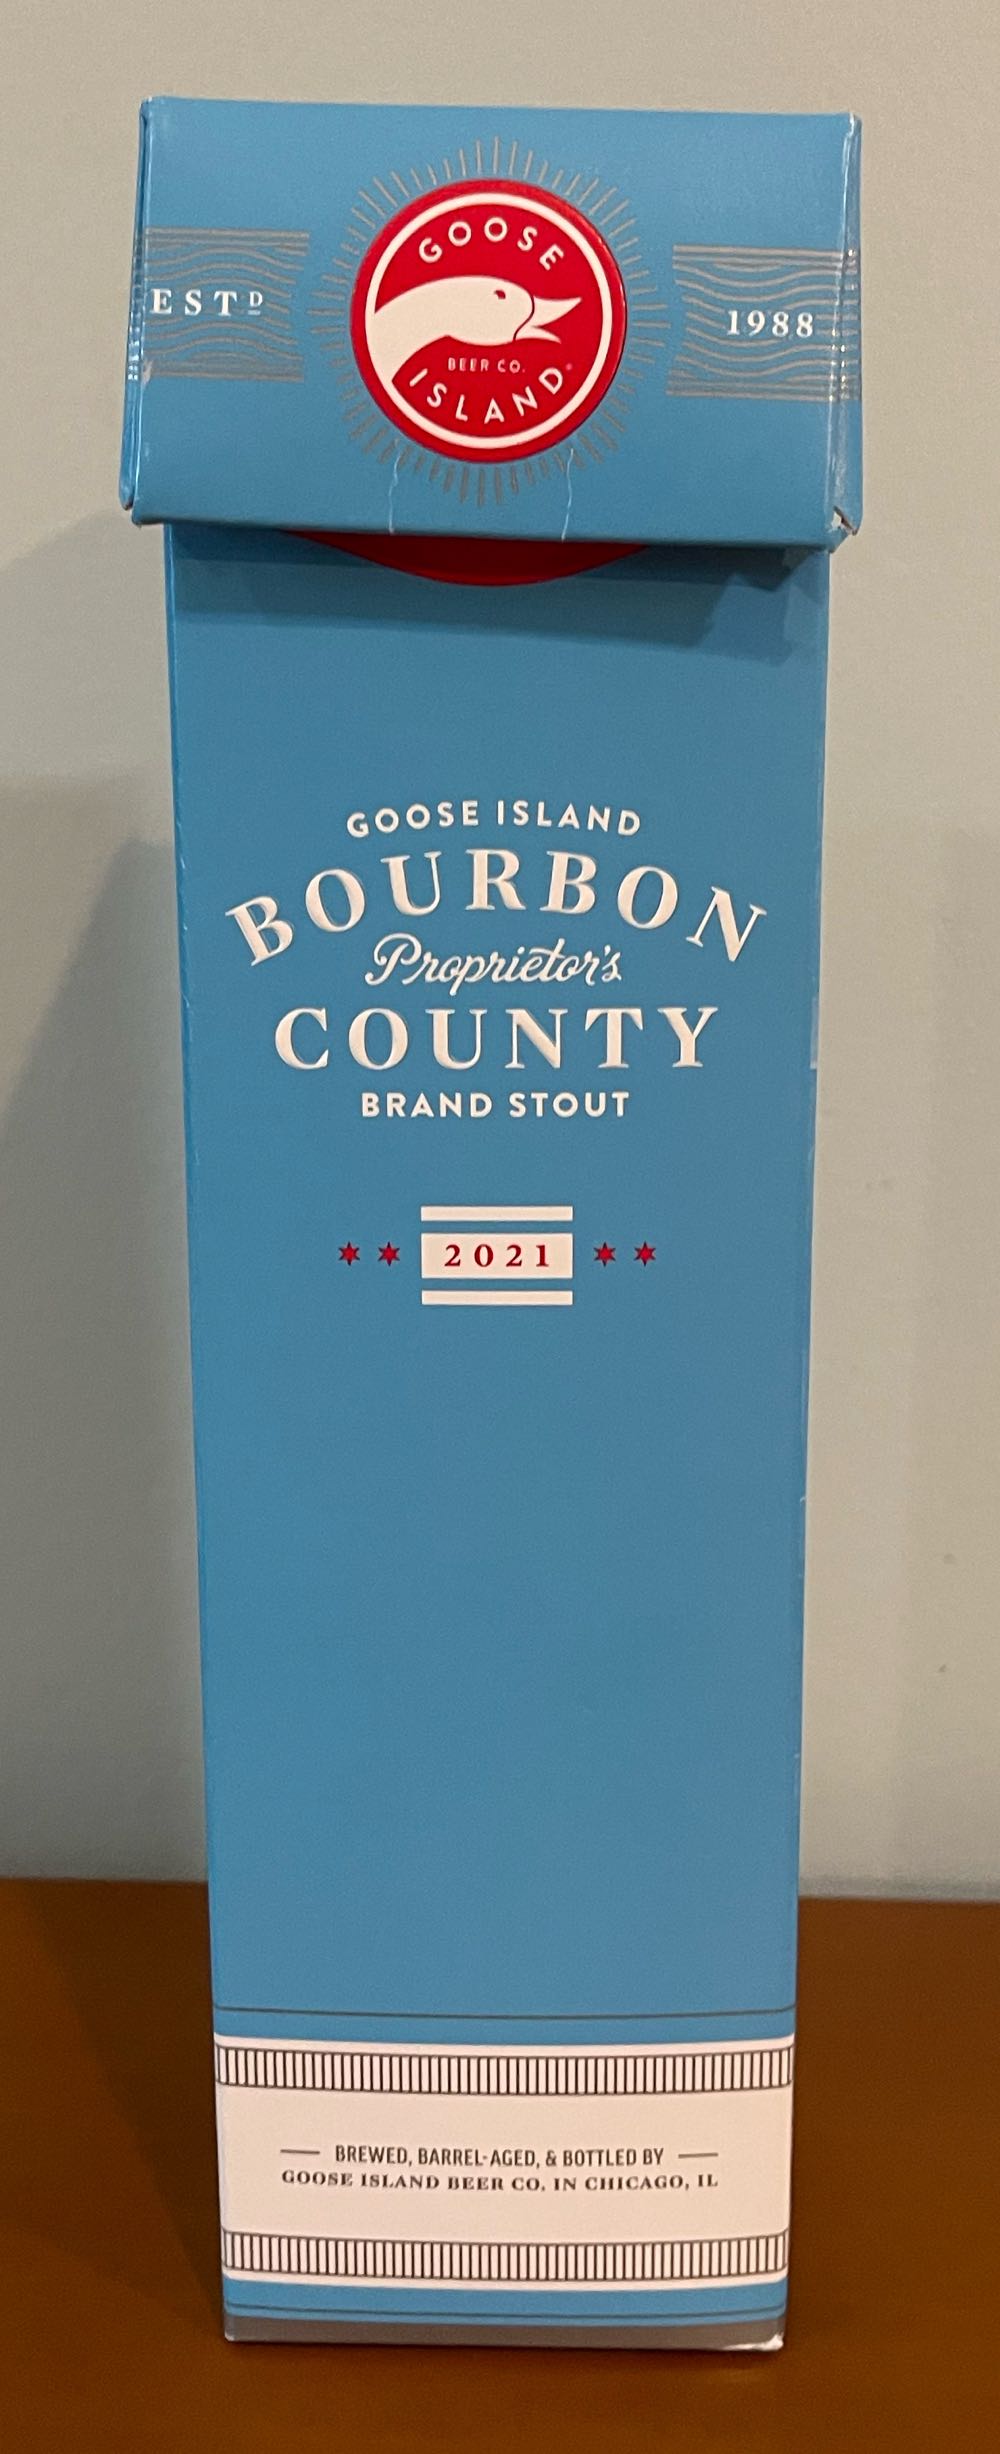 GOOSE
BEER CO.
ISLAND
ESTD
1988
GOOSE ISLAND
BOURBON
Proprietor's
COUNTY
BRAND STOUT
2021
BREWED, BARREL-AGED, & BOTTLED BY
GOOSE ISLAND BEER CO. IN CHICAGO, IL